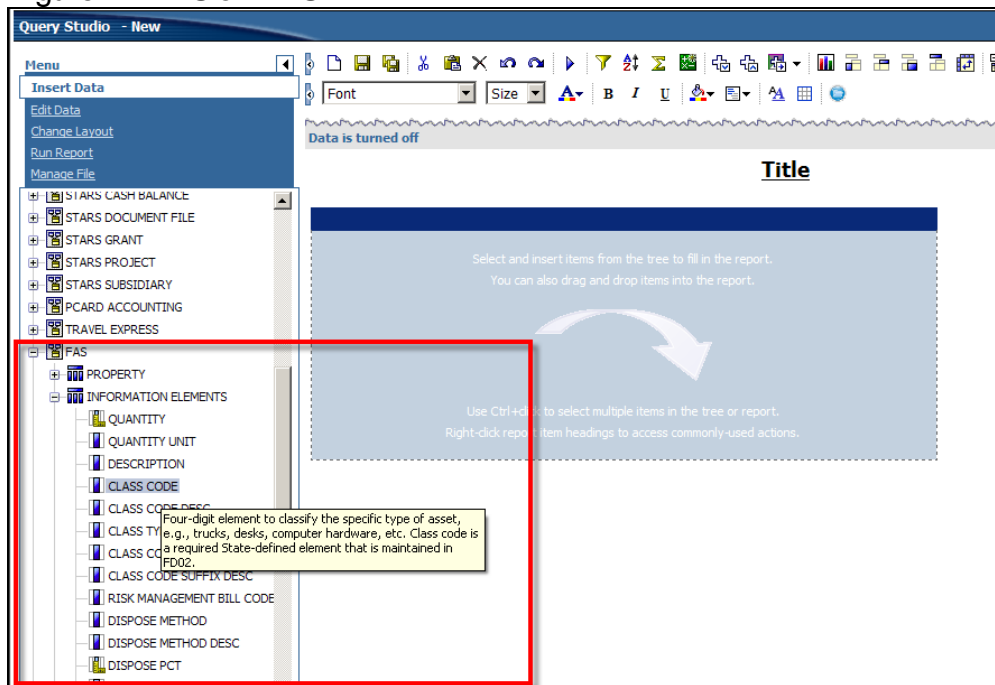 Query Studio - New
Menu
Insert Data
Edit Data
Change Layout
Run Report
Manage File
Font
Size
A
B I U
Data is turned off
Title
STARS CASH BALANCE
STARS DOCUMENT FILE
STARS GRANT
STARS PROJECT
STARS SUBSIDIARY
PCARD ACCOUNTING
TRAVEL EXPRESS
FAS
PROPERTY
INFORMATION ELEMENTS
QUANTITY
QUANTITY UNIT
DESCRIPTION
CLASS CODE
CLASS CODE DESC
CLASS TY
CLASS CO
CLASS CODE SUFFIX DESC
RISK MANAGEMENT BILL CODE
DISPOSE METHOD
DISPOSE METHOD DESC
DISPOSE PCT
Four-digit element to classify the specific type of asset,
e.g., trucks, desks, computer hardware, etc. Class code is
a required State-defined element that is maintained in
FD02.
Select and insert items from the tree to fill in the report.
You can also drag and drop items into the report.
Use Ctrl+click to select multiple items in the tree or report.
Right-click report item headings to access commonly-used actions.